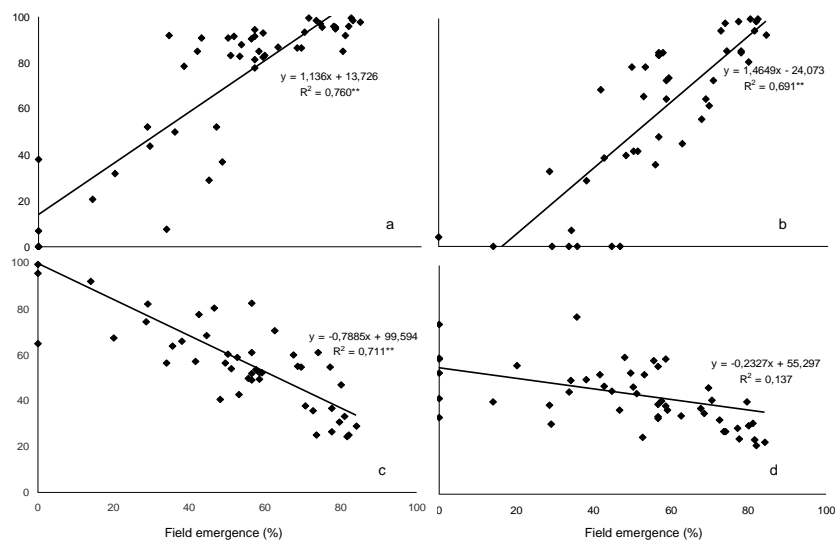 100
80
60
40
20
0
y = 1,136x + 13,726
R² = 0,760**
a
y = 1,4649x - 24,073
R² = 0,691**
b
100
80
60
40
20
0
y = -0,7885x + 99,594
R² = 0,711**
c
y = -0,2327x + 55,297
R² = 0,137
d
0 20 40 60 80 100
0 20 40 60 80 100
Field emergence (%)
Field emergence (%)